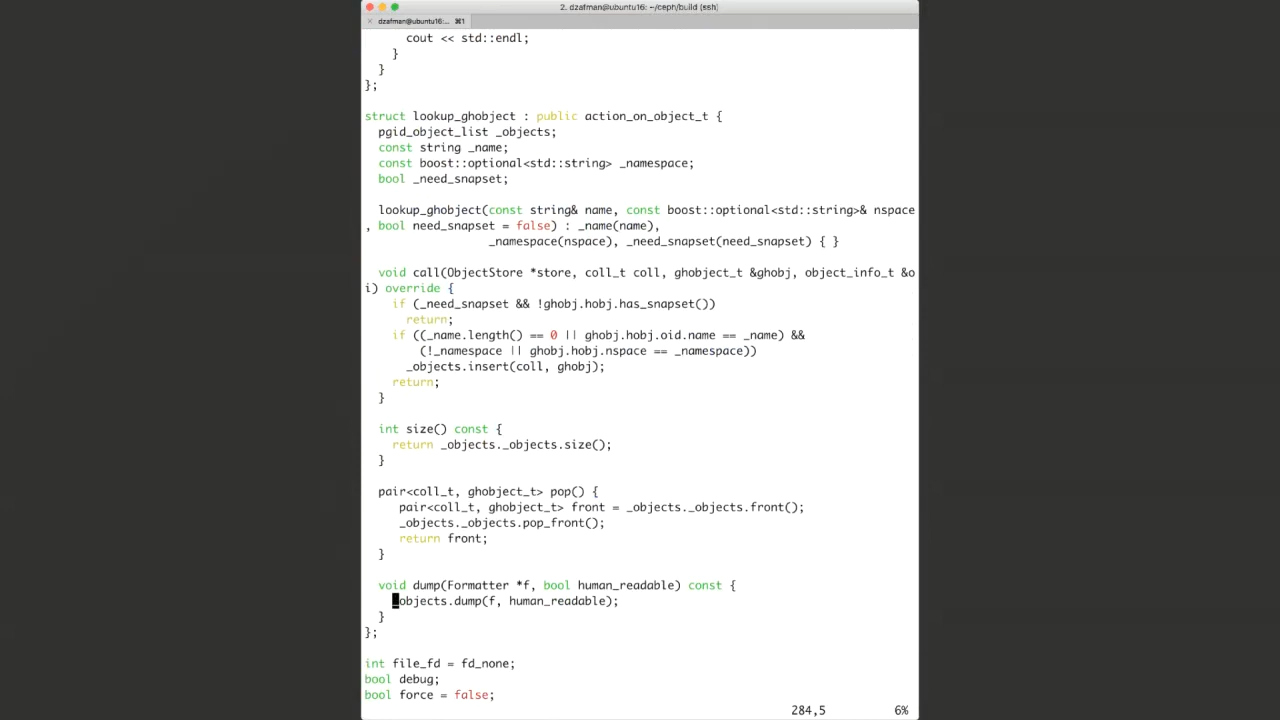 2. dzafman@ubuntu16: ~/ceph/build (ssh)
× dzafman@ubuntu16:... ⌘1
      cout << std::endl;
    }
  }
};

struct lookup_ghobject : public action_on_object_t {
  pgid_object_list _objects;
  const string _name;
  const boost::optional<std::string> _namespace;
  bool _need_snapset;

  lookup_ghobject(const string& name, const boost::optional<std::string>& nspace
, bool need_snapset = false) : _name(name),
                  _namespace(nspace), _need_snapset(need_snapset) { }

  void call(ObjectStore *store, coll_t coll, ghobject_t &ghobj, object_info_t &o
i) override {
    if (_need_snapset && !ghobj.hobj.has_snapset())
      return;
    if ((_name.length() == 0 || ghobj.hobj.oid.name == _name) &&
        (!_namespace || ghobj.hobj.nspace == _namespace))
      _objects.insert(coll, ghobj);
    return;
  }

  int size() const {
    return _objects._objects.size();
  }

  pair<coll_t, ghobject_t> pop() {
     pair<coll_t, ghobject_t> front = _objects._objects.front();
     _objects._objects.pop_front();
     return front;
  }

  void dump(Formatter *f, bool human_readable) const {
    _objects.dump(f, human_readable);
  }
};

int file_fd = fd_none;
bool debug;
bool force = false;
284,5 6%